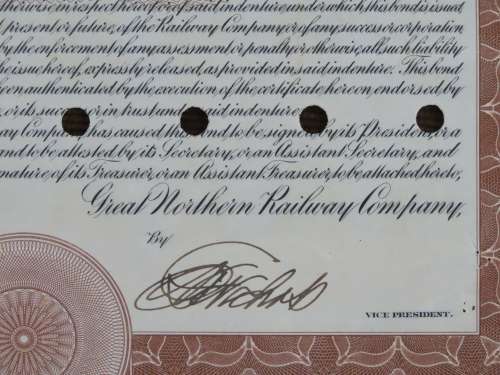 therwise, in respect hereof or of said indenture under which this bond is issued
present or future, of the Railway Company or of any successor corporation
by the enforcement of any assessment or penalty or otherwise, all such liability
the issue hereof, expressly released, as provided in said indenture. This bond
been authenticated by the execution of the certificate hereon, endorsed by
or its successor in trust under said indenture.
way Company has caused this bond to be signed by its President, or a
and to be attested by its Secretary, or an Assistant Secretary, and
nature, of its Treasurer, or an Assistant Treasurer, to be attached hereto,
Great Northern Railway Company,
By
VICE PRESIDENT.